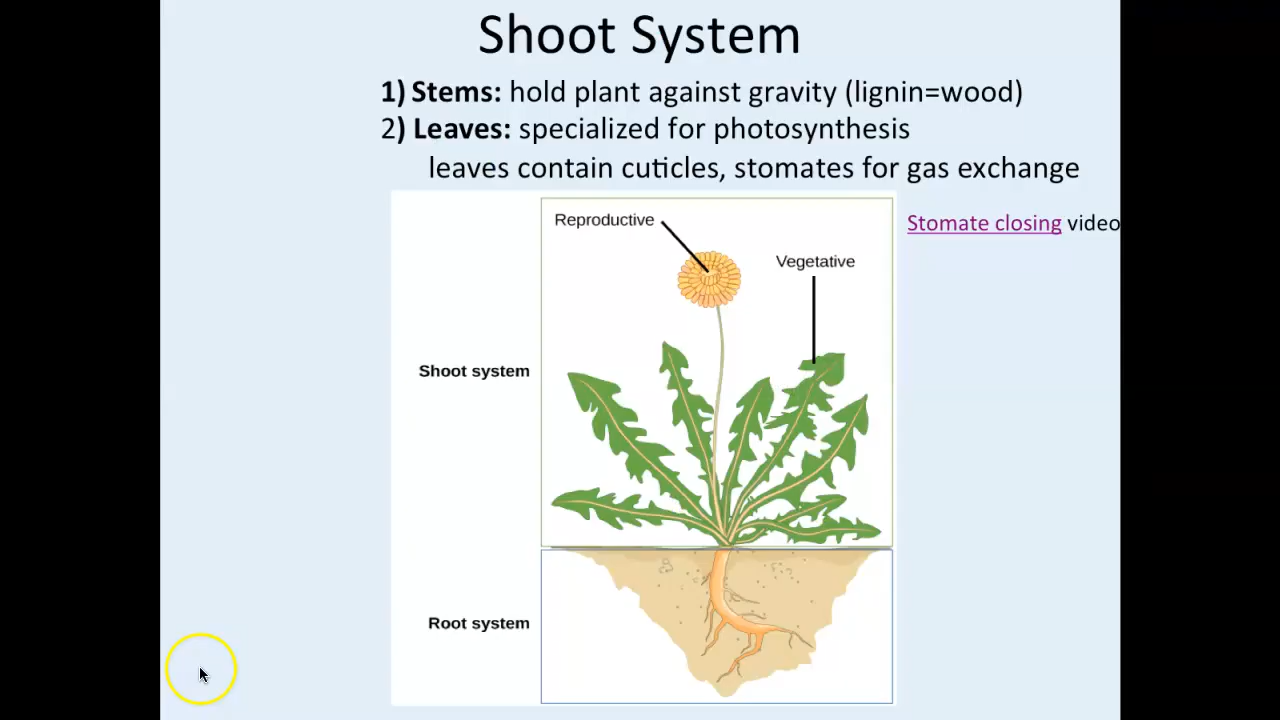 Shoot System
1) Stems: hold plant against gravity (lignin=wood)
2) Leaves: specialized for photosynthesis
leaves contain cuticles, stomates for gas exchange
Stomate closing video
Reproductive
Vegetative
Shoot system
Root system